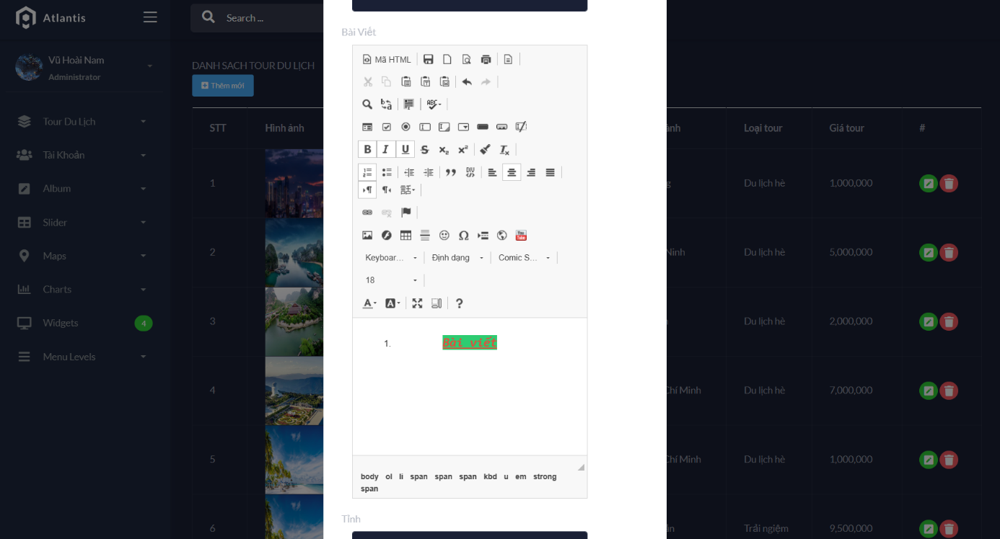 Atlantis
Search ...
Vũ Hoài Nam
Administrator
Tour Du Lịch
Tài Khoản
Album
Slider
Maps
Charts
Widgets
4
Menu Levels
DANH SACH TOUR DU LỊCH
Thêm mới
STT
Hình ảnh
ành
Loại tour
Giá tour
#
1
g
Du lịch hè
1,000,000
2
Ninh
Du lịch hè
5,000,000
3
Du lịch hè
2,000,000
4
Chí Minh
Du lịch hè
7,000,000
5
Chí Minh
Du lịch hè
1,000,000
6
Trải ngiệm
9,500,000
Bài Viết
Mã HTML
Keyboar...
Định dạng
Comic S...
18
1. Bài viết
body ol li span span span kbd u em strong
span
Tỉnh